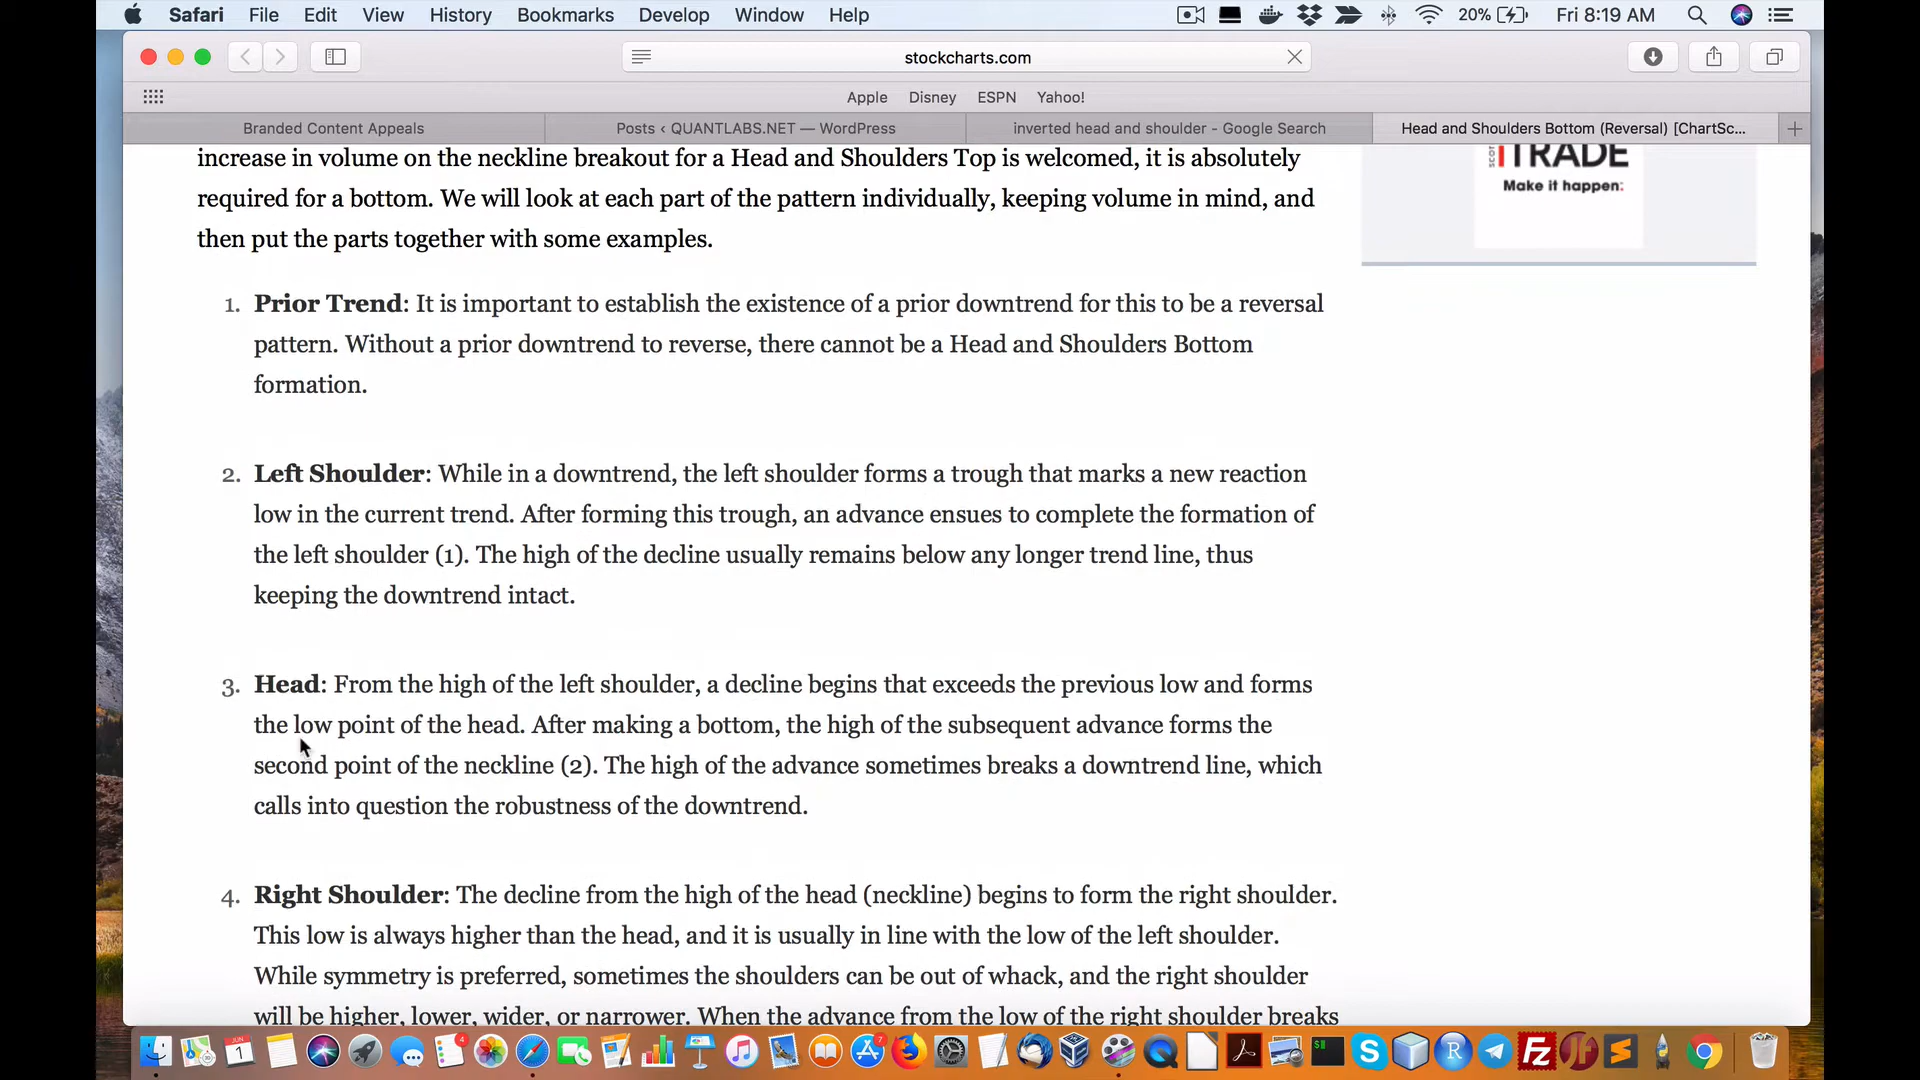 Safari File Edit View History Bookmarks Develop Window Help 20% Fri 8:19 AM
stockcharts.com
Apple Disney ESPN Yahoo!
Branded Content Appeals Posts ‹ QUANTLABS.NET — WordPress inverted head and shoulder - Google Search Head and Shoulders Bottom (Reversal) [ChartSc...
increase in volume on the neckline breakout for a Head and Shoulders Top is welcomed, it is absolutely
required for a bottom. We will look at each part of the pattern individually, keeping volume in mind, and
then put the parts together with some examples.
iTRADE
Make it happen.
1. Prior Trend: It is important to establish the existence of a prior downtrend for this to be a reversal
pattern. Without a prior downtrend to reverse, there cannot be a Head and Shoulders Bottom
formation.
2. Left Shoulder: While in a downtrend, the left shoulder forms a trough that marks a new reaction
low in the current trend. After forming this trough, an advance ensues to complete the formation of
the left shoulder (1). The high of the decline usually remains below any longer trend line, thus
keeping the downtrend intact.
3. Head: From the high of the left shoulder, a decline begins that exceeds the previous low and forms
the low point of the head. After making a bottom, the high of the subsequent advance forms the
second point of the neckline (2). The high of the advance sometimes breaks a downtrend line, which
calls into question the robustness of the downtrend.
4. Right Shoulder: The decline from the high of the head (neckline) begins to form the right shoulder.
This low is always higher than the head, and it is usually in line with the low of the left shoulder.
While symmetry is preferred, sometimes the shoulders can be out of whack, and the right shoulder
will be higher, lower, wider, or narrower. When the advance from the low of the right shoulder breaks